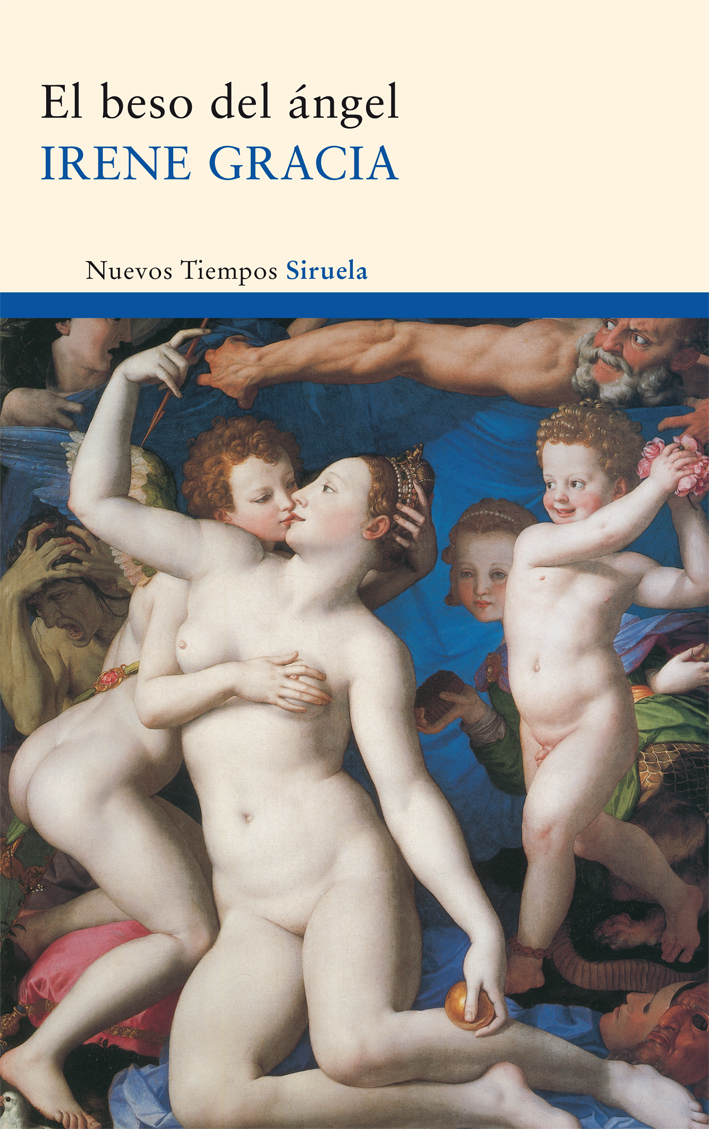 El beso del ángel
IRENE GRACIA
Nuevos Tiempos Siruela